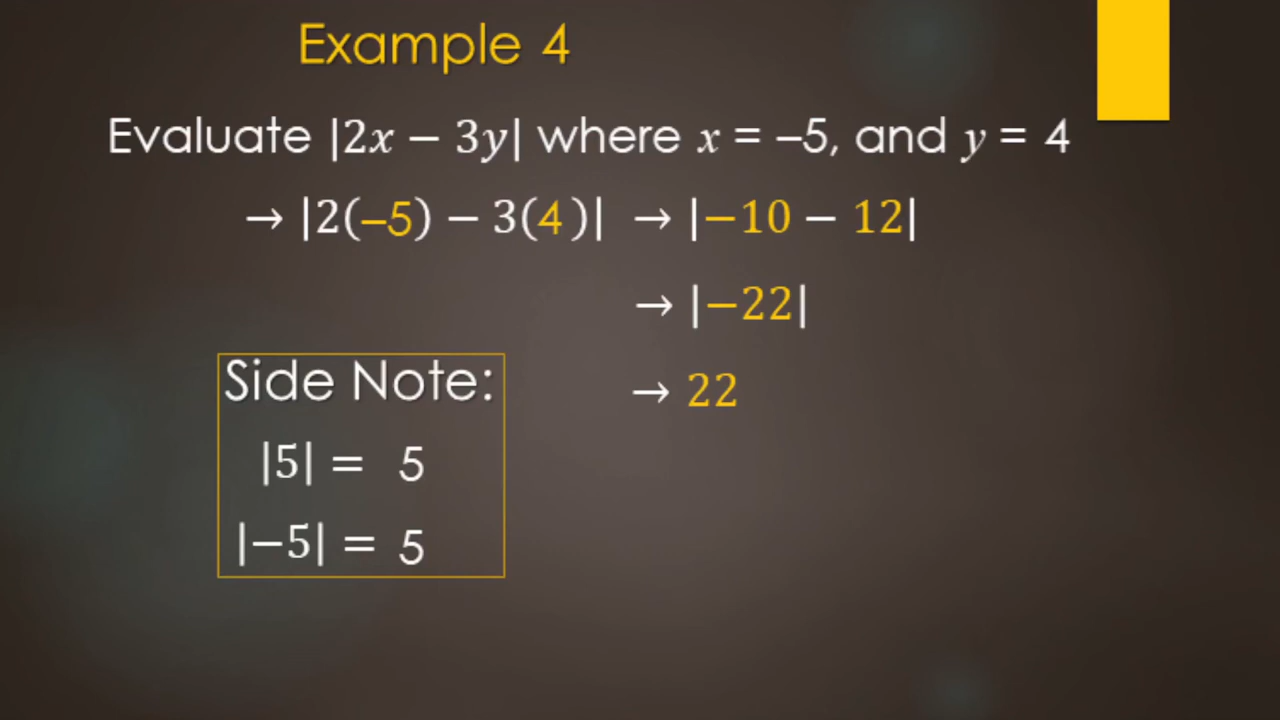 Example 4
Evaluate |2x − 3y| where x = –5, and y = 4
→ |2(–5) − 3(4)| → |−10 − 12|
→ |−22|
→ 22
Side Note:
|5| = 5
|−5| = 5